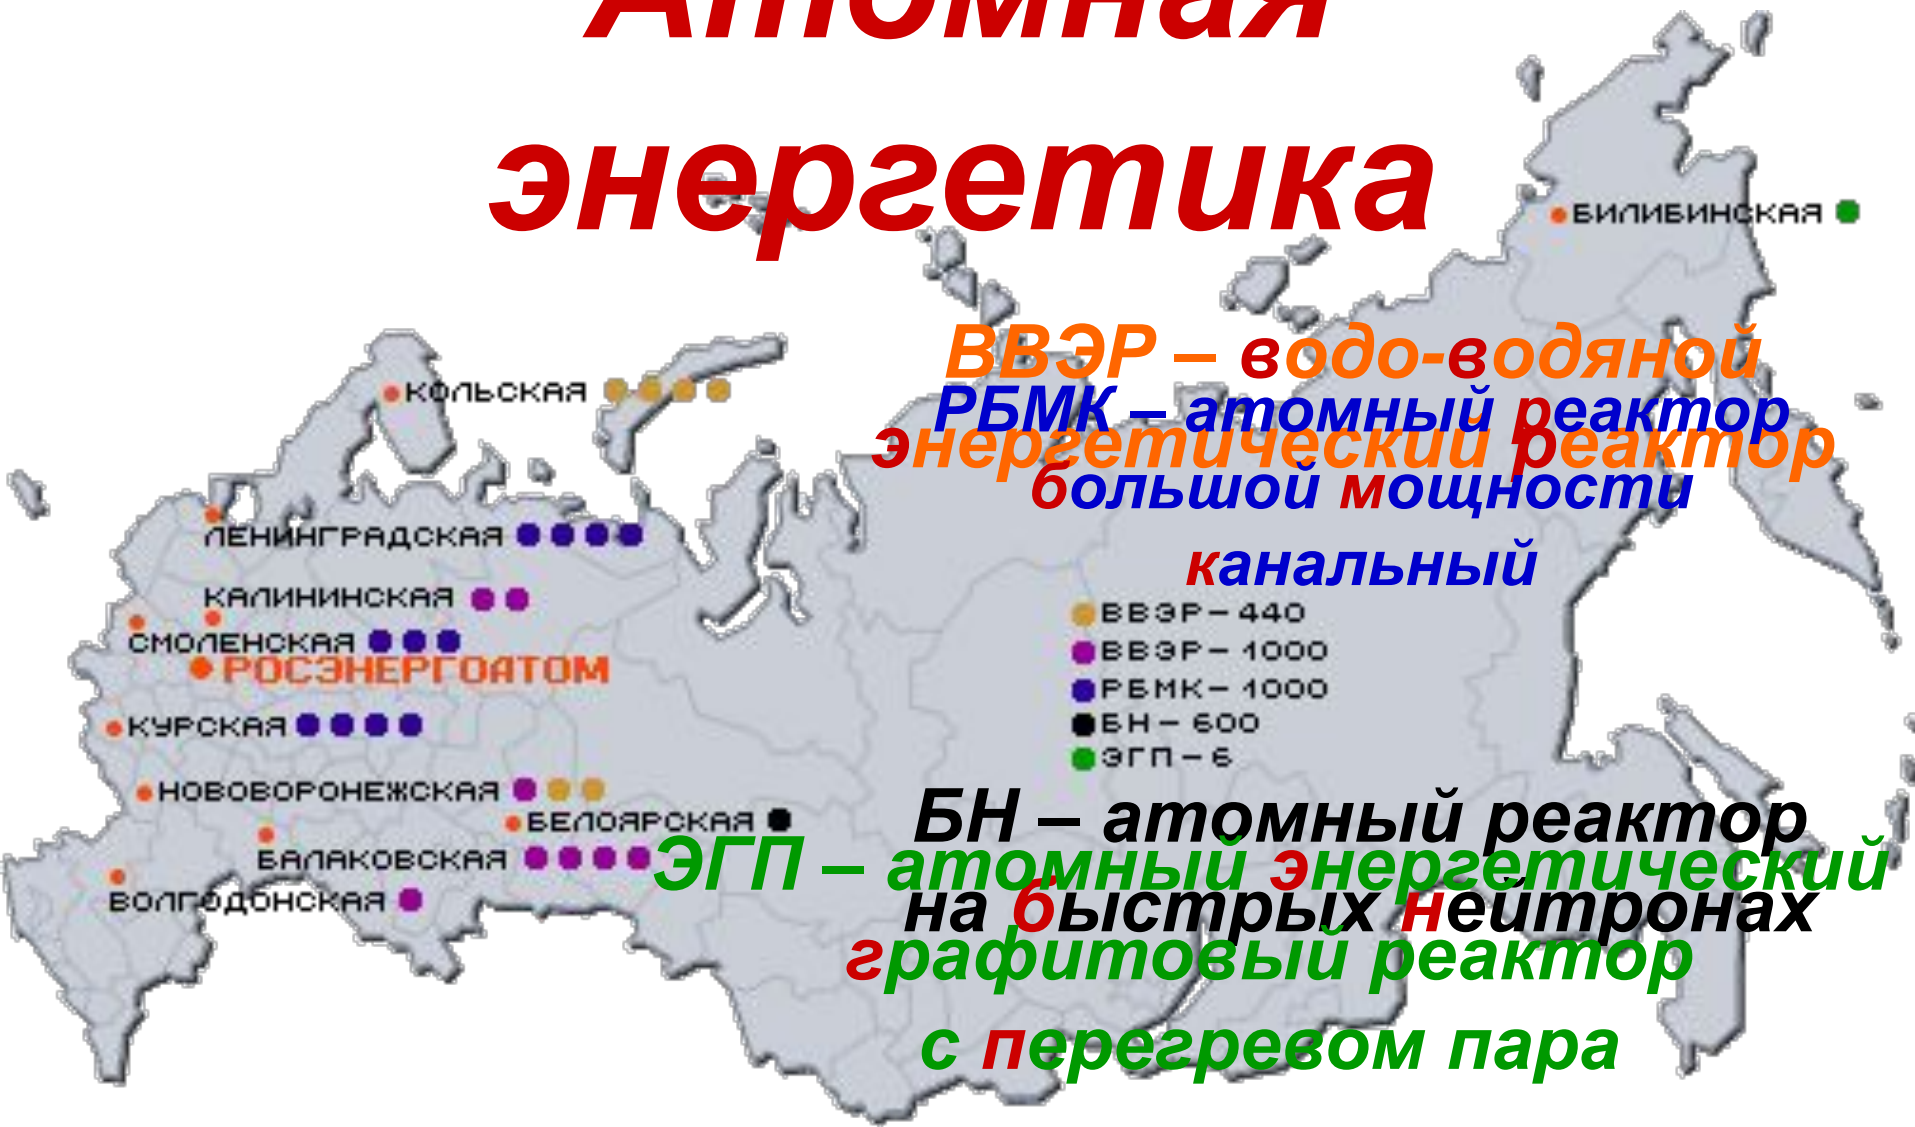 Атомная
энергетика
БИЛИБИНСКАЯ
ВВЭР – водо-водяной
энергетический реактор
РБМК – атомный реактор
большой мощности
канальный
КОЛЬСКАЯ
ЛЕНИНГРАДСКАЯ
КАЛИНИНСКАЯ
СМОЛЕНСКАЯ
РОСЭНЕРГОАТОМ
КУРСКАЯ
НОВОВОРОНЕЖСКАЯ
БЕЛОЯРСКАЯ
БАЛАКОВСКАЯ
ВОЛГОДОНСКАЯ
ВВЭР – 440
ВВЭР – 1000
РБМК – 1000
БН – 600
ЭГП – 6
БН – атомный реактор
на быстрых нейтронах
ЭГП – атомный энергетический
графитовый реактор
с перегревом пара